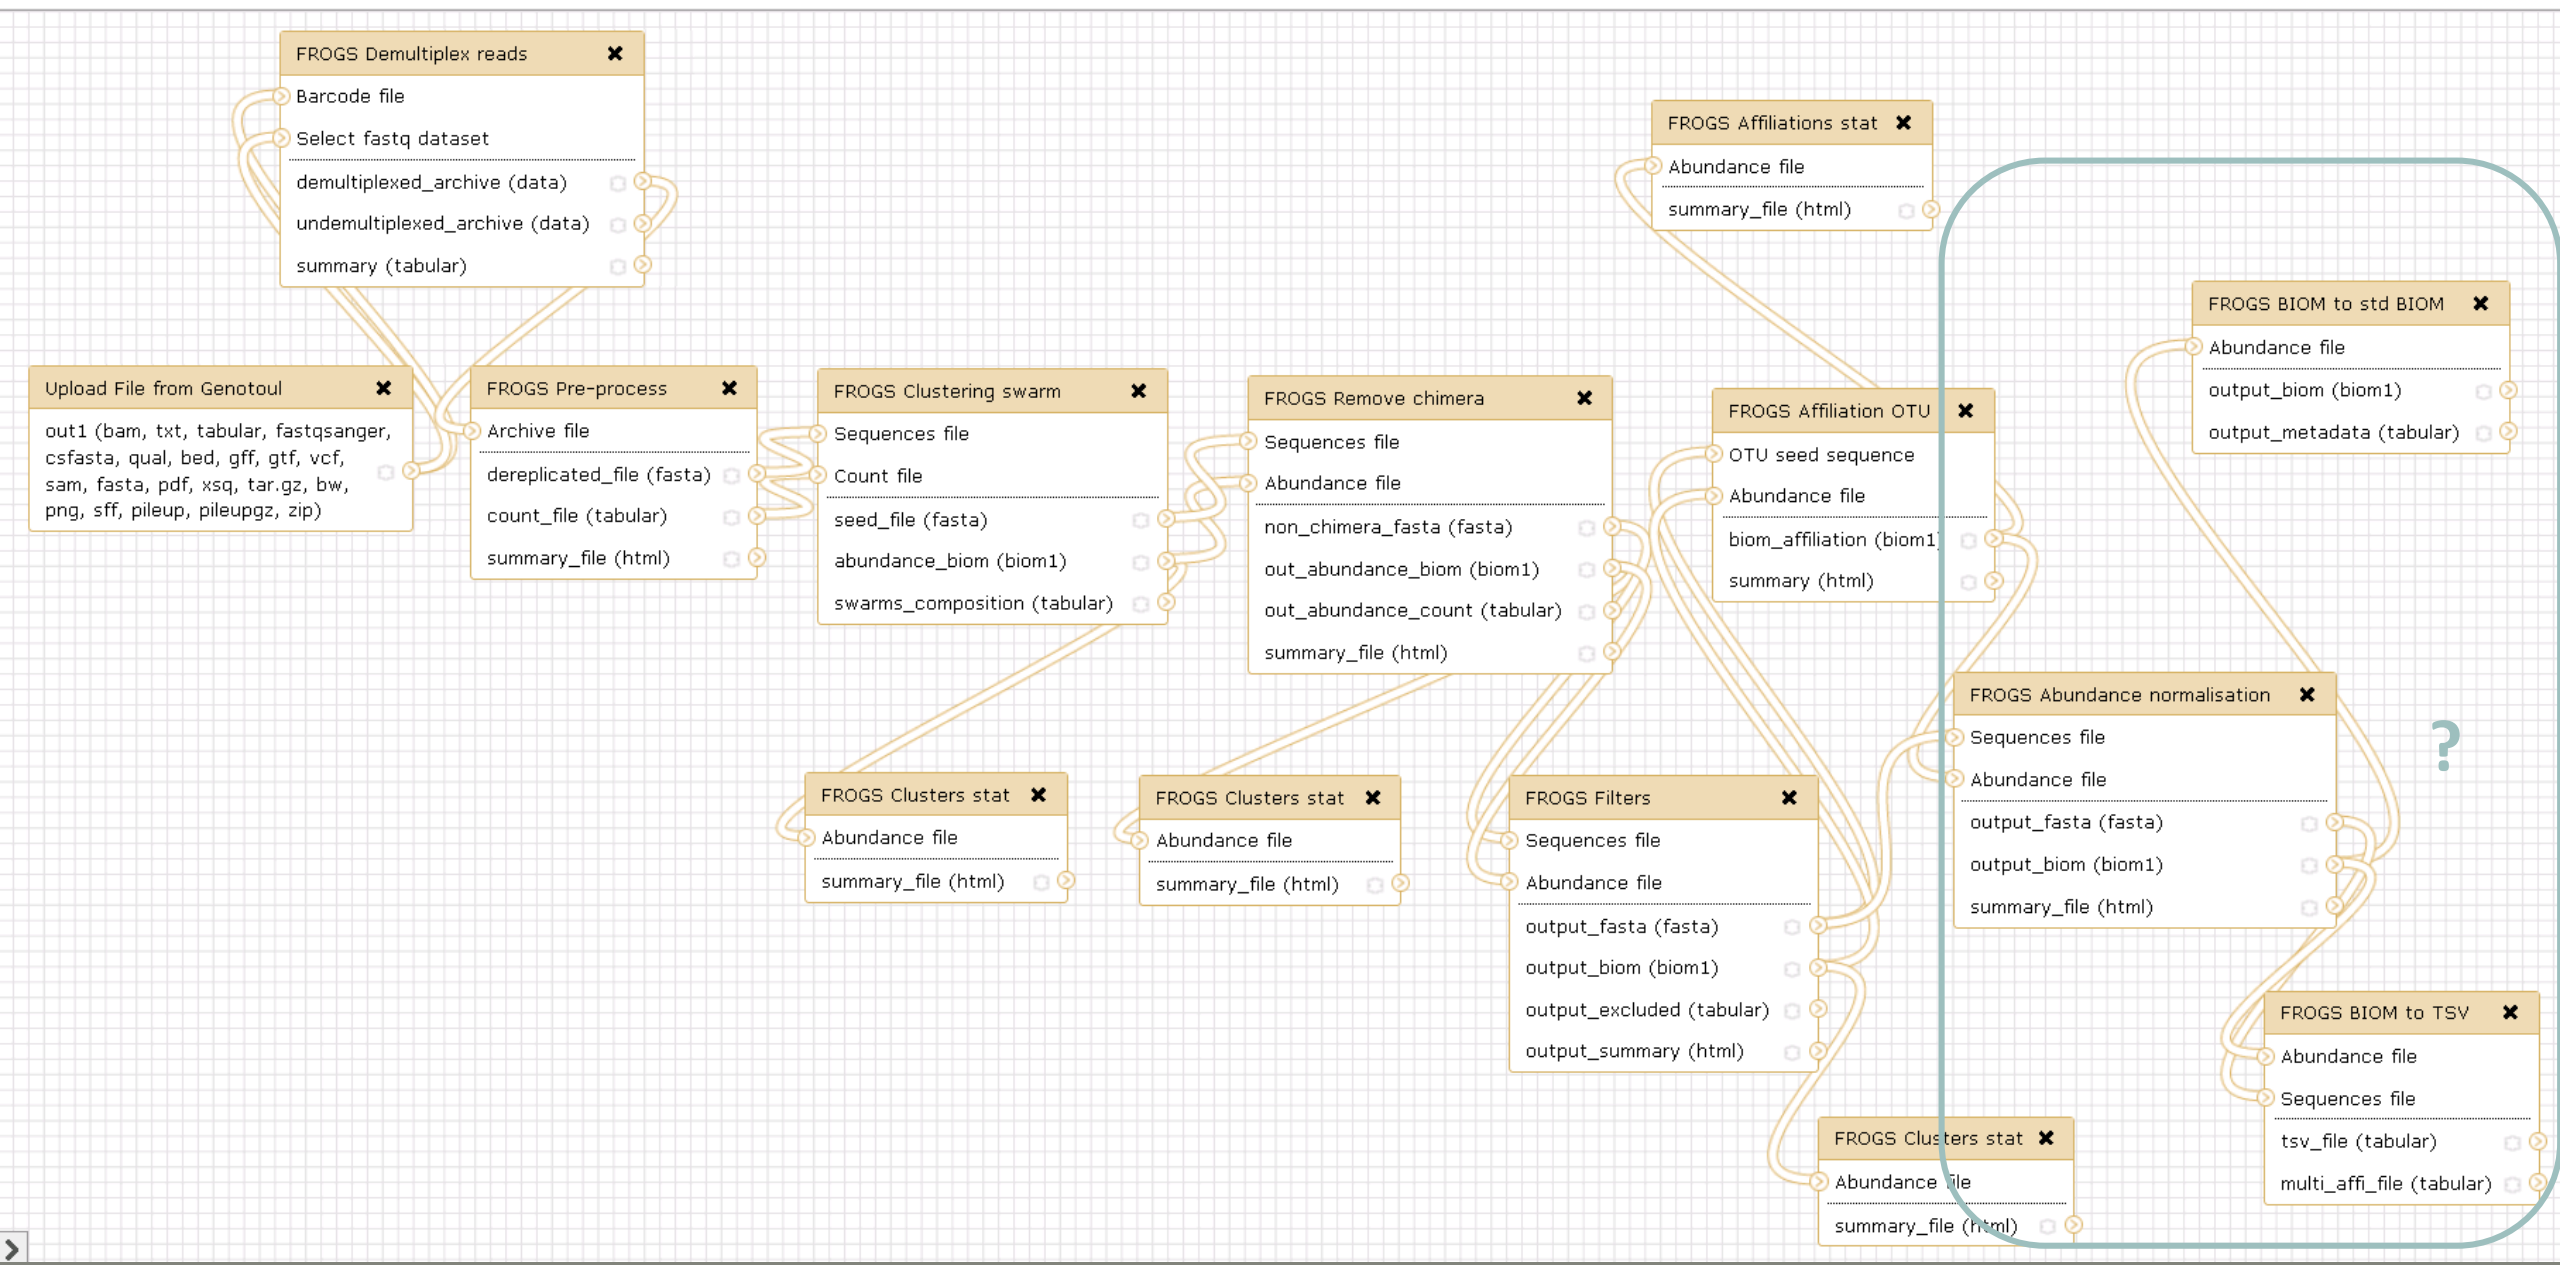 FROGS Demultiplex reads ✖
Barcode file
Select fastq dataset
demultiplexed_archive (data)
undemultiplexed_archive (data)
summary (tabular)
Upload File from Genotoul ✖
out1 (bam, txt, tabular, fastqsanger,
csfasta, qual, bed, gff, gtf, vcf,
sam, fasta, pdf, xsq, tar.gz, bw,
png, sff, pileup, pileupgz, zip)
FROGS Pre-process ✖
Archive file
dereplicated_file (fasta)
count_file (tabular)
summary_file (html)
FROGS Clustering swarm ✖
Sequences file
Count file
seed_file (fasta)
abundance_biom (biom1)
swarms_composition (tabular)
FROGS Clusters stat ✖
Abundance file
summary_file (html)
FROGS Remove chimera ✖
Sequences file
Abundance file
non_chimera_fasta (fasta)
out_abundance_biom (biom1)
out_abundance_count (tabular)
summary_file (html)
FROGS Clusters stat ✖
Abundance file
summary_file (html)
FROGS Filters ✖
Sequences file
Abundance file
output_fasta (fasta)
output_biom (biom1)
output_excluded (tabular)
output_summary (html)
FROGS Clusters stat ✖
Abundance file
summary_file (html)
FROGS Affiliation OTU ✖
OTU seed sequence
Abundance file
biom_affiliation (biom1)
summary (html)
FROGS Affiliations stat ✖
Abundance file
summary_file (html)
FROGS Abundance normalisation ✖
Sequences file
Abundance file
output_fasta (fasta)
output_biom (biom1)
summary_file (html)
FROGS BIOM to std BIOM ✖
Abundance file
output_biom (biom1)
output_metadata (tabular)
?
FROGS BIOM to TSV ✖
Abundance file
Sequences file
tsv_file (tabular)
multi_affi_file (tabular)